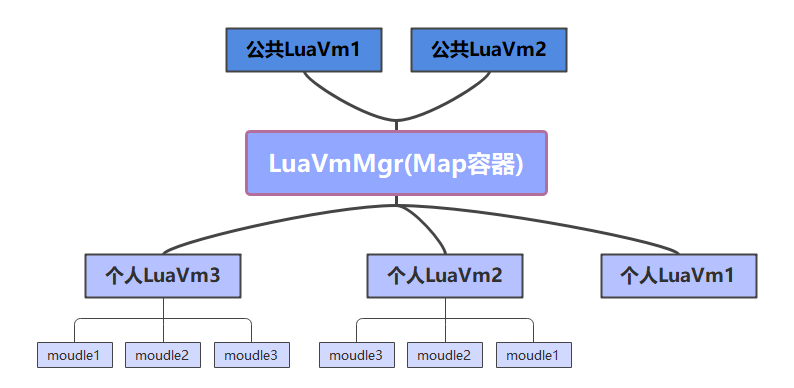 公共LuaVm1
公共LuaVm2
LuaVmMgr(Map容器)
个人LuaVm3
个人LuaVm2
个人LuaVm1
moudle1
moudle2
moudle3
moudle3
moudle2
moudle1